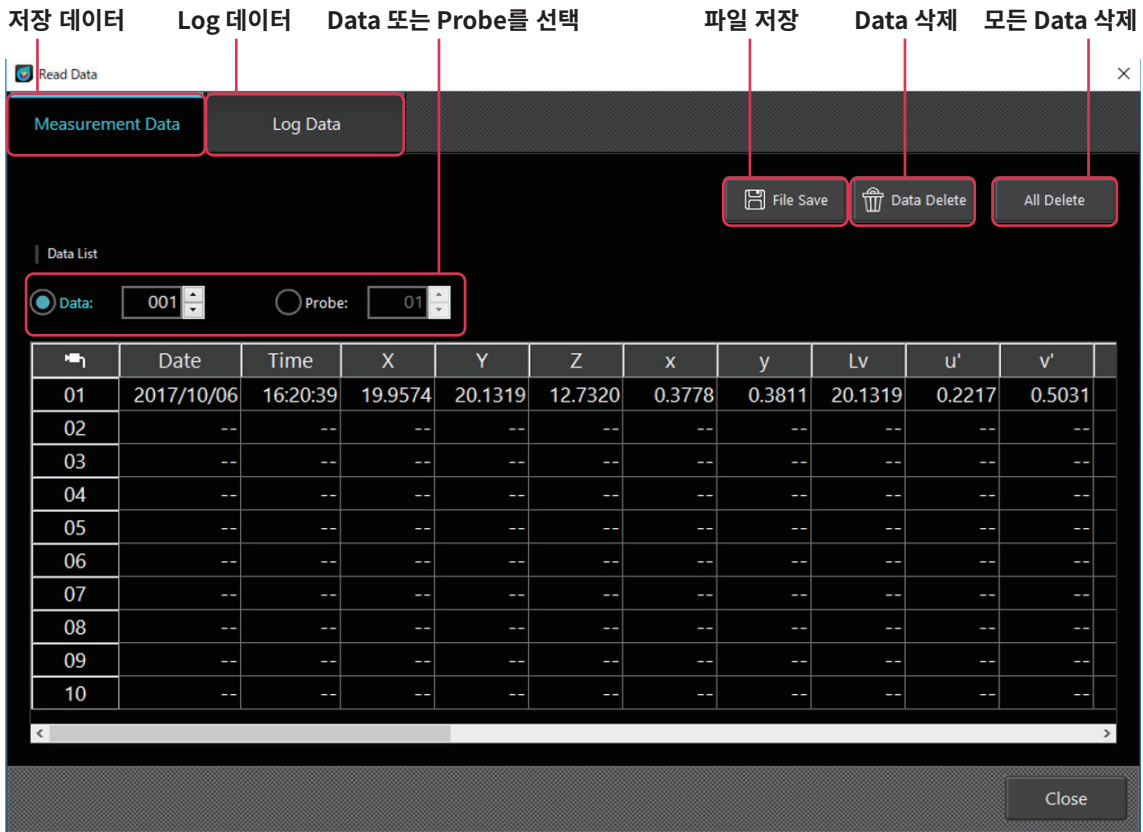 저장 데이터 Log 데이터 Data 또는 Probe를 선택 파일 저장 Data 삭제 모든 Data 삭제
Read Data
Measurement Data Log Data
File Save Data Delete All Delete
Data List
Data: 001 Probe: 01
Date Time X Y Z x y Lv u' v'
01 2017/10/06 16:20:39 19.9574 20.1319 12.7320 0.3778 0.3811 20.1319 0.2217 0.5031
02 -- -- -- -- -- -- -- -- -- --
03 -- -- -- -- -- -- -- -- -- --
04 -- -- -- -- -- -- -- -- -- --
05 -- -- -- -- -- -- -- -- -- --
06 -- -- -- -- -- -- -- -- -- --
07 -- -- -- -- -- -- -- -- -- --
08 -- -- -- -- -- -- -- -- -- --
09 -- -- -- -- -- -- -- -- -- --
10 -- -- -- -- -- -- -- -- -- --
Close